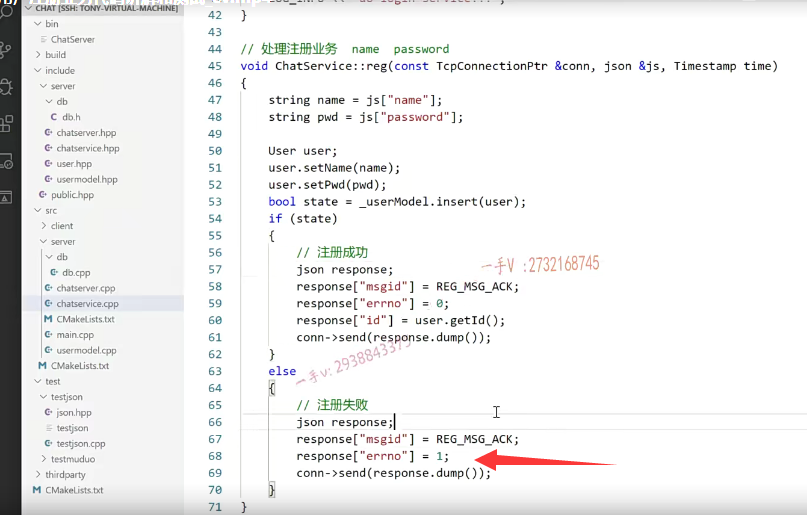 CHAT [SSH: TONY-VIRTUAL-MACHINE]
bin
ChatServer
build
include
server
db
db.h
chatserver.hpp
chatservice.hpp
user.hpp
usermodel.hpp
public.hpp
src
client
server
db
db.cpp
chatserver.cpp
chatservice.cpp
CMakeLists.txt
main.cpp
usermodel.cpp
CMakeLists.txt
test
testjson
json.hpp
testjson
testjson.cpp
testmuduo
thirdparty
CMakeLists.txt
42 }
43
44 // 处理注册业务 name password
45 void ChatService::reg(const TcpConnectionPtr &conn, json &js, Timestamp time)
46 {
47 string name = js["name"];
48 string pwd = js["password"];
49
50 User user;
51 user.setName(name);
52 user.setPwd(pwd);
53 bool state = _userModel.insert(user);
54 if (state)
55 {
56 // 注册成功
57 json response;
58 response["msgid"] = REG_MSG_ACK;
59 response["errno"] = 0;
60 response["id"] = user.getId();
61 conn->send(response.dump());
62 }
63 else
64 {
65 // 注册失败
66 json response;
67 response["msgid"] = REG_MSG_ACK;
68 response["errno"] = 1;
69 conn->send(response.dump());
70 }
71 }
一手V :2732168745
一手v: 2938843375